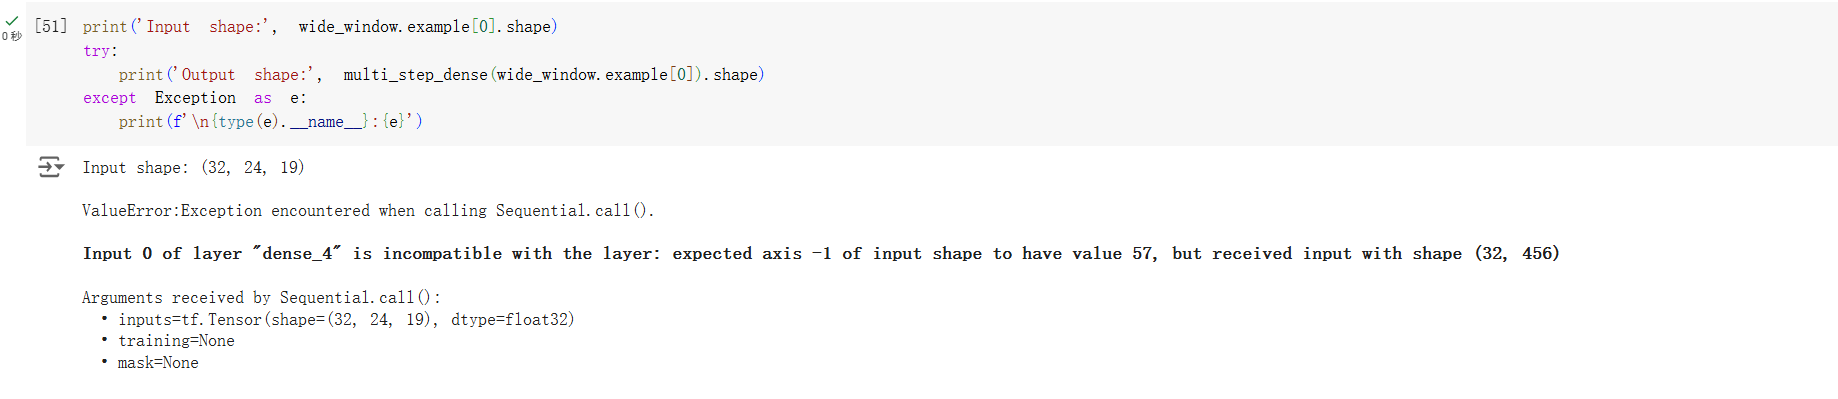 [51] print('Input shape:', wide_window.example[0].shape)
0 秒
try:
    print('Output shape:', multi_step_dense(wide_window.example[0]).shape)
except Exception as e:
    print(f'\n{type(e).__name__}:{e}')
Input shape: (32, 24, 19)
ValueError:Exception encountered when calling Sequential.call().
Input 0 of layer "dense_4" is incompatible with the layer: expected axis -1 of input shape to have value 57, but received input with shape (32, 456)
Arguments received by Sequential.call():
  • inputs=tf.Tensor(shape=(32, 24, 19), dtype=float32)
  • training=None
  • mask=None